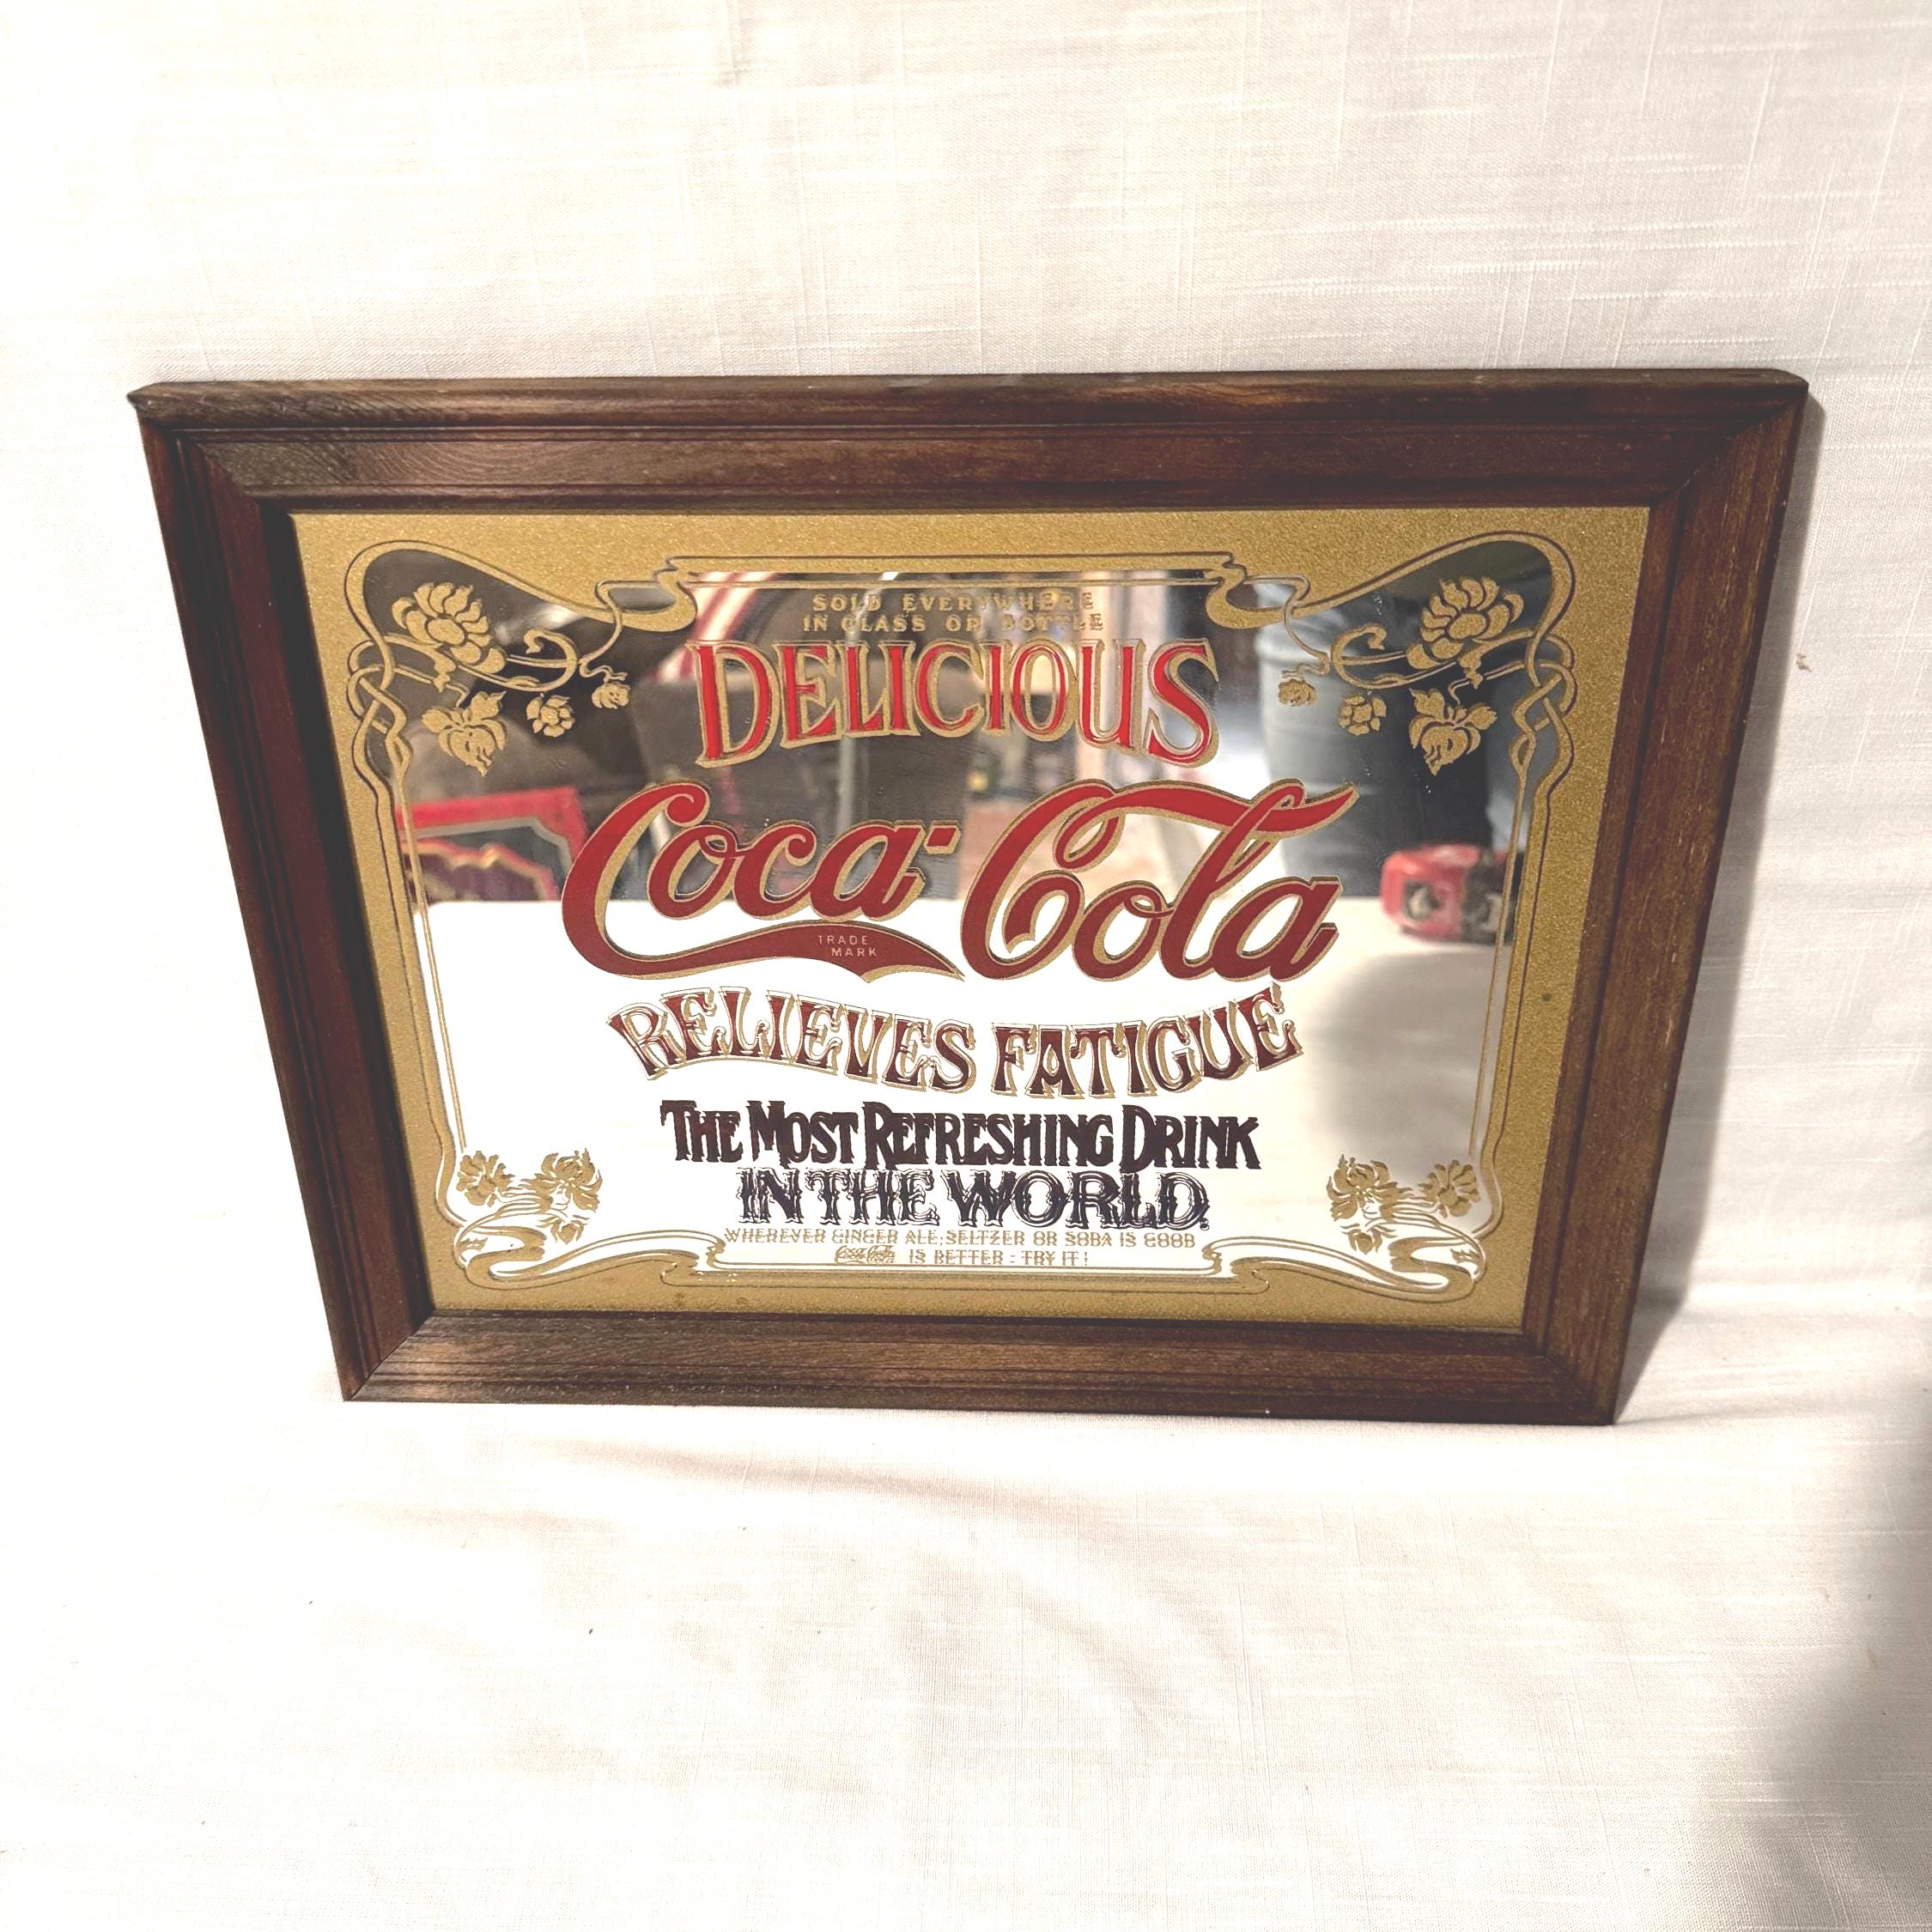 SOLD EVERYWHERE
IN GLASS OR BOTTLE
DELICIOUS
Coca-Cola
TRADE
MARK
RELIEVES FATIGUE
THE MOST REFRESHING DRINK
IN THE WORLD.
WHEREVER GINGER ALE, SELTZER OR SODA IS GOOD
Coca-Cola IS BETTER - TRY IT!